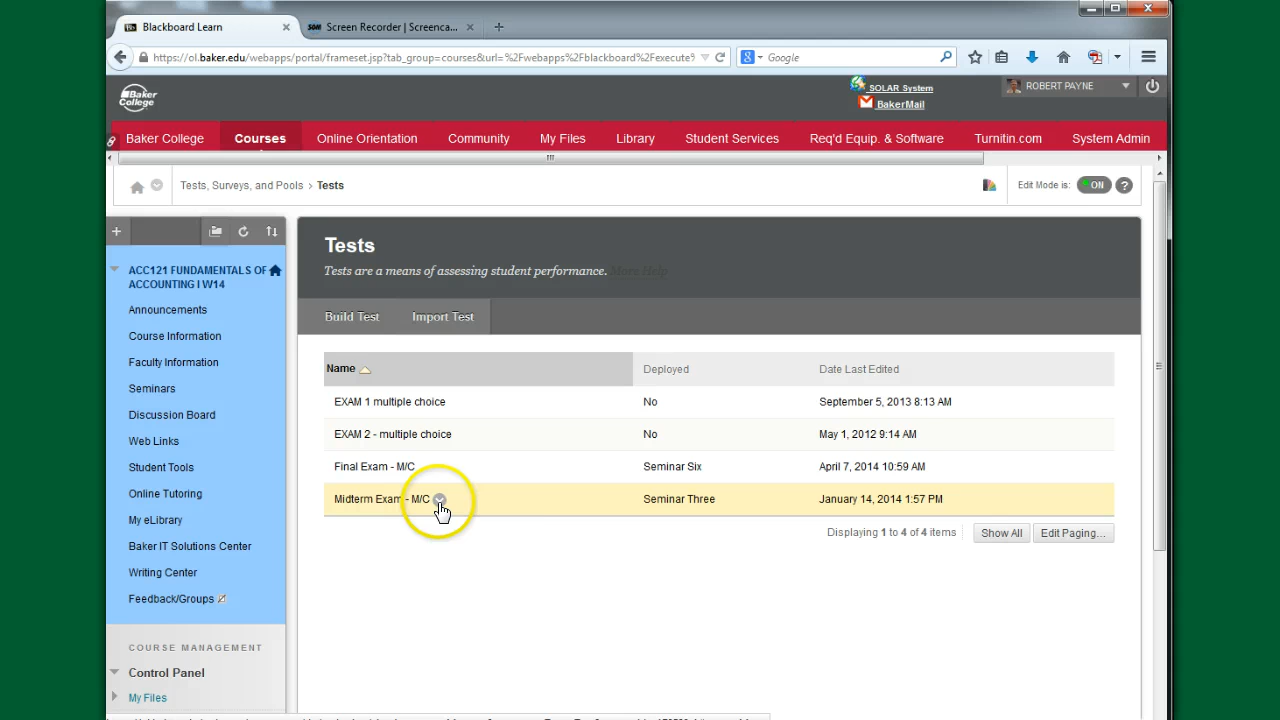 Blackboard Learn
Screen Recorder | Screenca...
https://ol.baker.edu/webapps/portal/frameset.jsp?tab_group=courses&url=%2Fwebapps%2Fblackboard%2Fexecute%
Google
Baker College
SOLAR System
BakerMail
ROBERT PAYNE
Baker College
Courses
Online Orientation
Community
My Files
Library
Student Services
Req'd Equip. & Software
Turnitin.com
System Admin
Tests, Surveys, and Pools > Tests
Edit Mode is:
ON
?
ACC121 FUNDAMENTALS OF
ACCOUNTING I W14
Announcements
Course Information
Faculty Information
Seminars
Discussion Board
Web Links
Student Tools
Online Tutoring
My eLibrary
Baker IT Solutions Center
Writing Center
Feedback/Groups
COURSE MANAGEMENT
Control Panel
My Files
Tests
Tests are a means of assessing student performance. More Help
Build Test
Import Test
Name
Deployed
Date Last Edited
EXAM 1 multiple choice
No
September 5, 2013 8:13 AM
EXAM 2 - multiple choice
No
May 1, 2012 9:14 AM
Final Exam - M/C
Seminar Six
April 7, 2014 10:59 AM
Midterm Exam - M/C
Seminar Three
January 14, 2014 1:57 PM
Displaying 1 to 4 of 4 items
Show All
Edit Paging...